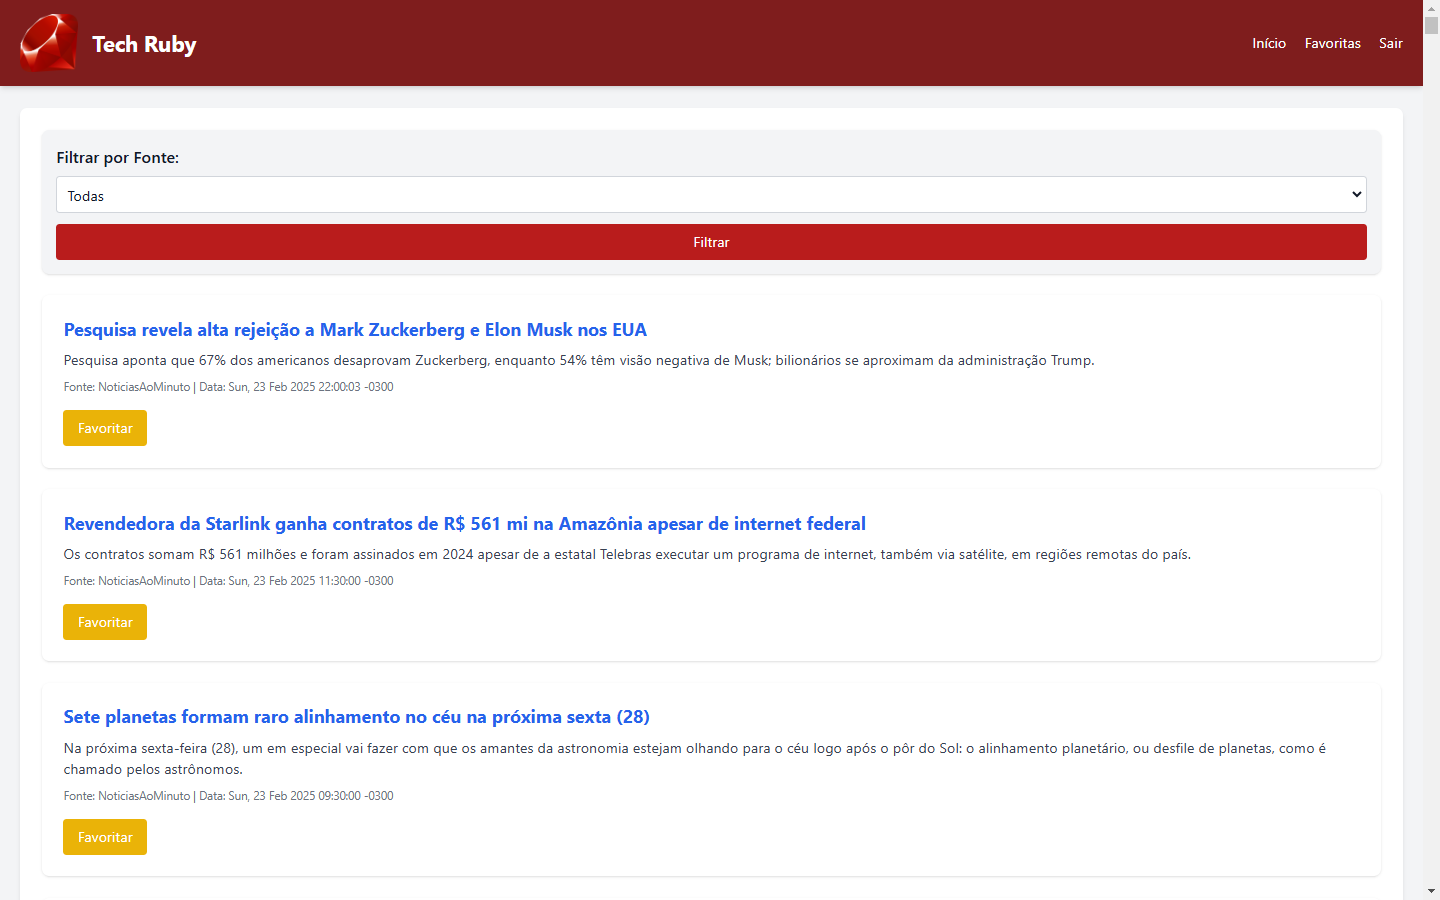 Tech Ruby
Início Favoritas Sair
Filtrar por Fonte:
Todas
Filtrar
Pesquisa revela alta rejeição a Mark Zuckerberg e Elon Musk nos EUA
Pesquisa aponta que 67% dos americanos desaprovam Zuckerberg, enquanto 54% têm visão negativa de Musk; bilionários se aproximam da administração Trump.
Fonte: NoticiasAoMinuto | Data: Sun, 23 Feb 2025 22:00:03 -0300
Favoritar
Revendedora da Starlink ganha contratos de R$ 561 mi na Amazônia apesar de internet federal
Os contratos somam R$ 561 milhões e foram assinados em 2024 apesar de a estatal Telebras executar um programa de internet, também via satélite, em regiões remotas do país.
Fonte: NoticiasAoMinuto | Data: Sun, 23 Feb 2025 11:30:00 -0300
Favoritar
Sete planetas formam raro alinhamento no céu na próxima sexta (28)
Na próxima sexta-feira (28), um em especial vai fazer com que os amantes da astronomia estejam olhando para o céu logo após o pôr do Sol: o alinhamento planetário, ou desfile de planetas, como é
chamado pelos astrônomos.
Fonte: NoticiasAoMinuto | Data: Sun, 23 Feb 2025 09:30:00 -0300
Favoritar